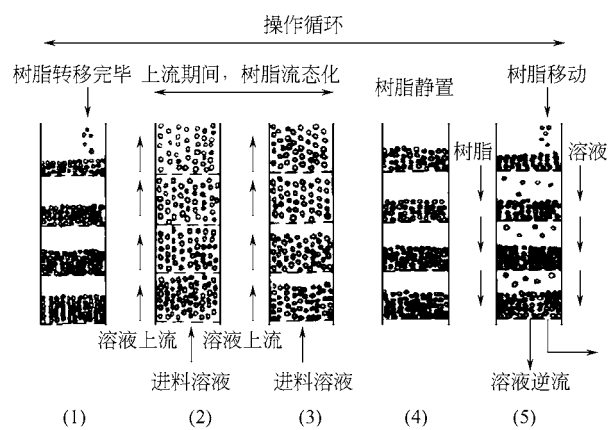 操作循环
树脂转移完毕
上流期间，树脂流态化
树脂静置
树脂移动
树脂
溶液
溶液上流
溶液上流
进料溶液
进料溶液
溶液逆流
(1)
(2)
(3)
(4)
(5)